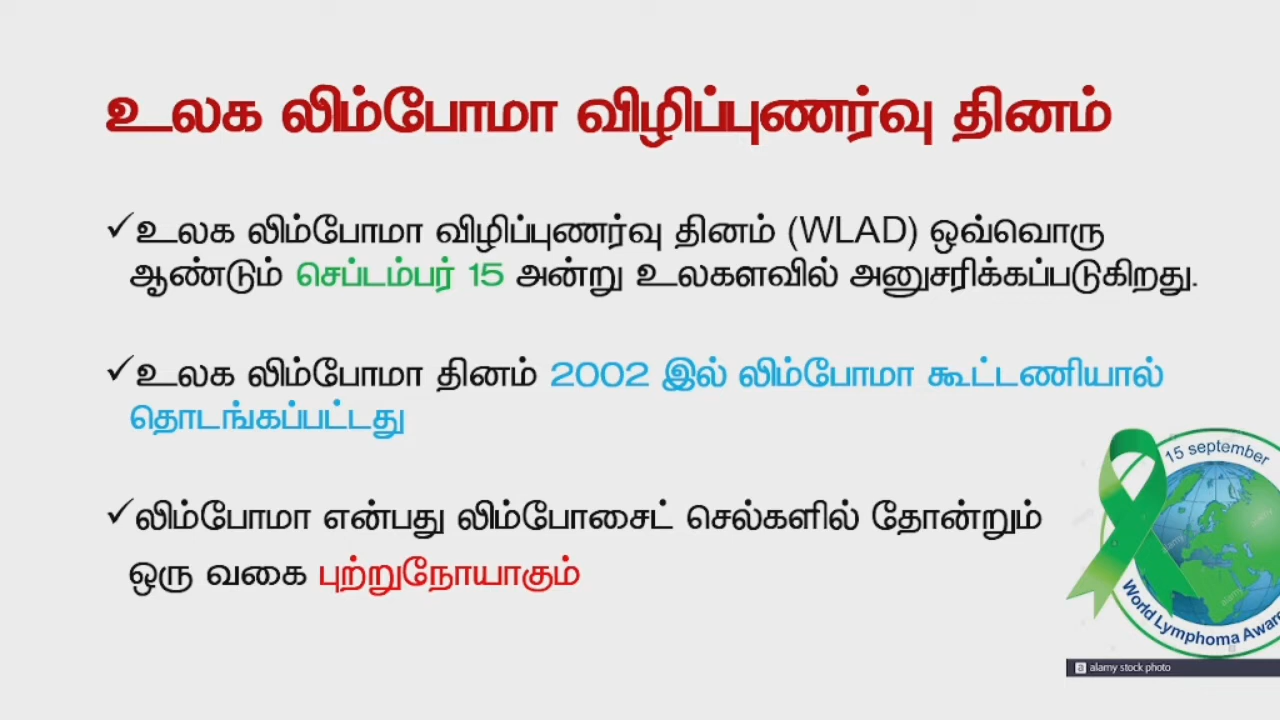 உலக லிம்போமா விழிப்புணர்வு தினம்
✓உலக லிம்போமா விழிப்புணர்வு தினம் (WLAD) ஒவ்வொரு
ஆண்டும் செப்டம்பர் 15 அன்று உலகளவில் அனுசரிக்கப்படுகிறது.
✓உலக லிம்போமா தினம் 2002 இல் லிம்போமா கூட்டணியால்
தொடங்கப்பட்டது
✓லிம்போமா என்பது லிம்போசைட் செல்களில் தோன்றும்
ஒரு வகை புற்றுநோயாகும்
15 september
World Lymphoma Awar
a alamy stock photo